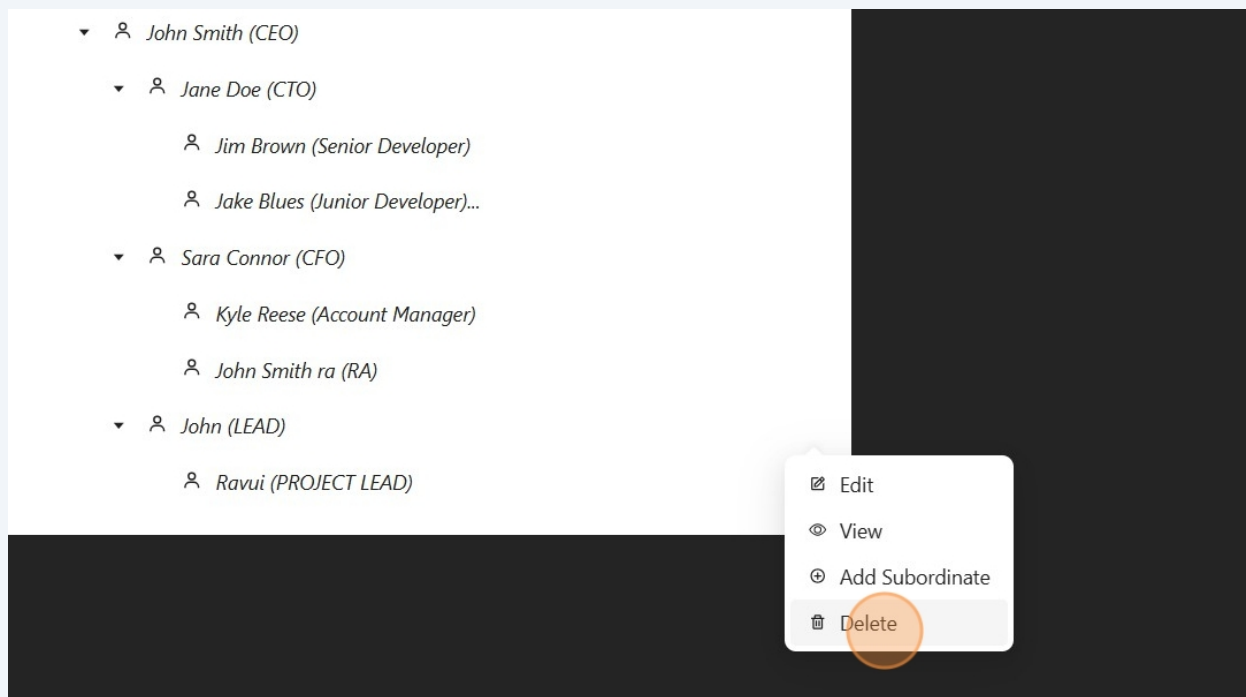 John Smith (CEO)
Jane Doe (CTO)
Jim Brown (Senior Developer)
Jake Blues (Junior Developer)...
Sara Connor (CFO)
Kyle Reese (Account Manager)
John Smith ra (RA)
John (LEAD)
Ravui (PROJECT LEAD)
Edit
View
Add Subordinate
Delete